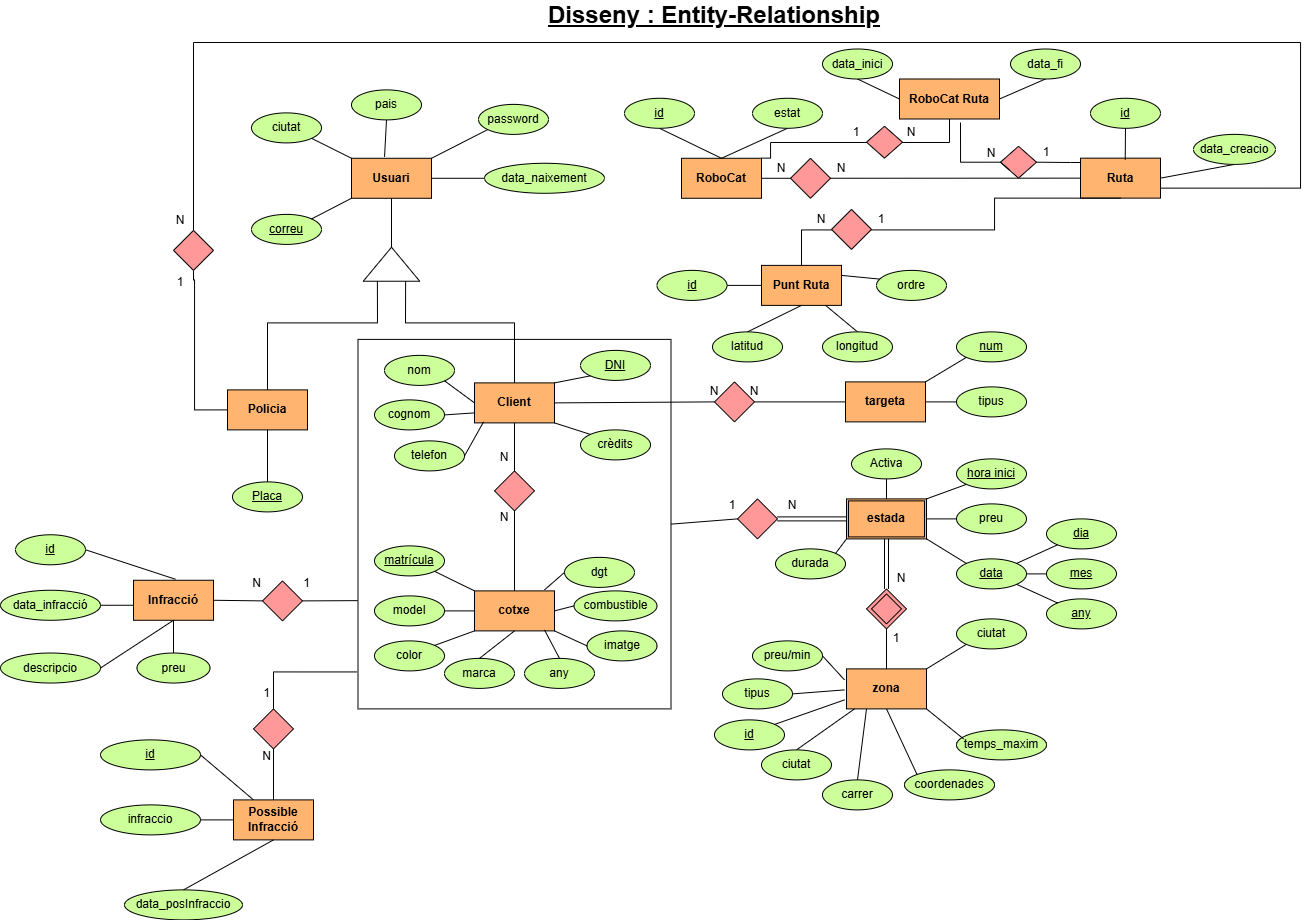 Disseny : Entity-Relationship
data_inici
data_fi
RoboCat Ruta
pais
ciutat
password
id
estat
id
1
N
data_creacio
N
1
Usuari
data_naixement
RoboCat
N
N
Ruta
correu
N
1
N
1
id
Punt Ruta
ordre
latitud
longitud
nom
DNI
num
Policia
Client
N
N
targeta
tipus
cognom
telefon
crèdits
N
Activa
hora inici
Placa
N
1
N
estada
preu
dia
id
matrícula
dgt
durada
data
mes
N
1
N
Infracció
data_infracció
model
cotxe
combustible
any
1
ciutat
color
imatge
preu/min
descripcio
preu
marca
any
tipus
zona
1
id
N
id
ciutat
temps_maxim
coordenades
carrer
infraccio
Possible
Infracció
data_posInfraccio